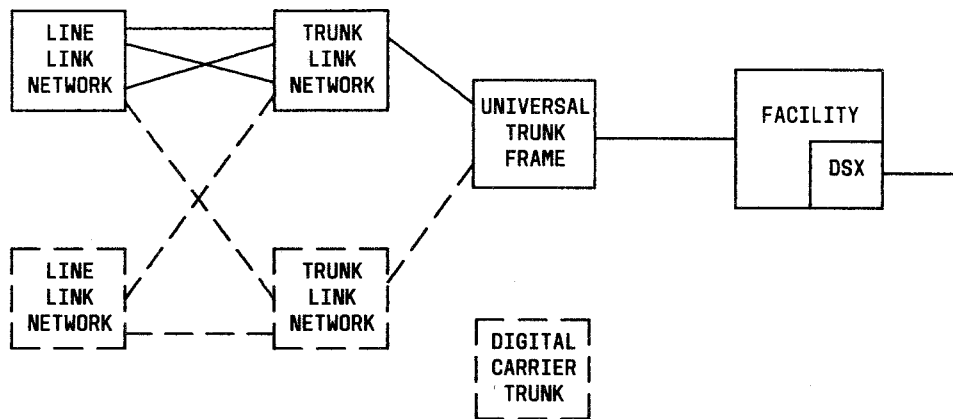 LINE
LINK
NETWORK
TRUNK
LINK
NETWORK
UNIVERSAL
TRUNK
FRAME
FACILITY
DSX
LINE
LINK
NETWORK
TRUNK
LINK
NETWORK
DIGITAL
CARRIER
TRUNK